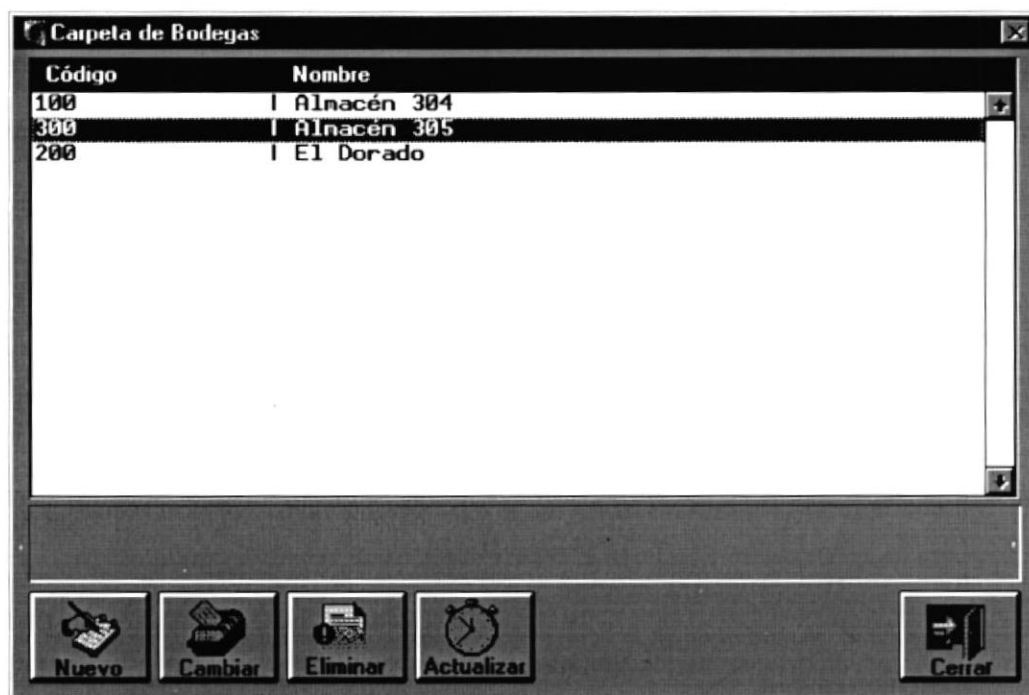 Carpeta de Bodegas
Código Nombre
100 | Almacén 304
300 | Almacén 305
200 | El Dorado
Nuevo Cambiar Eliminar Actualizar Cerrar